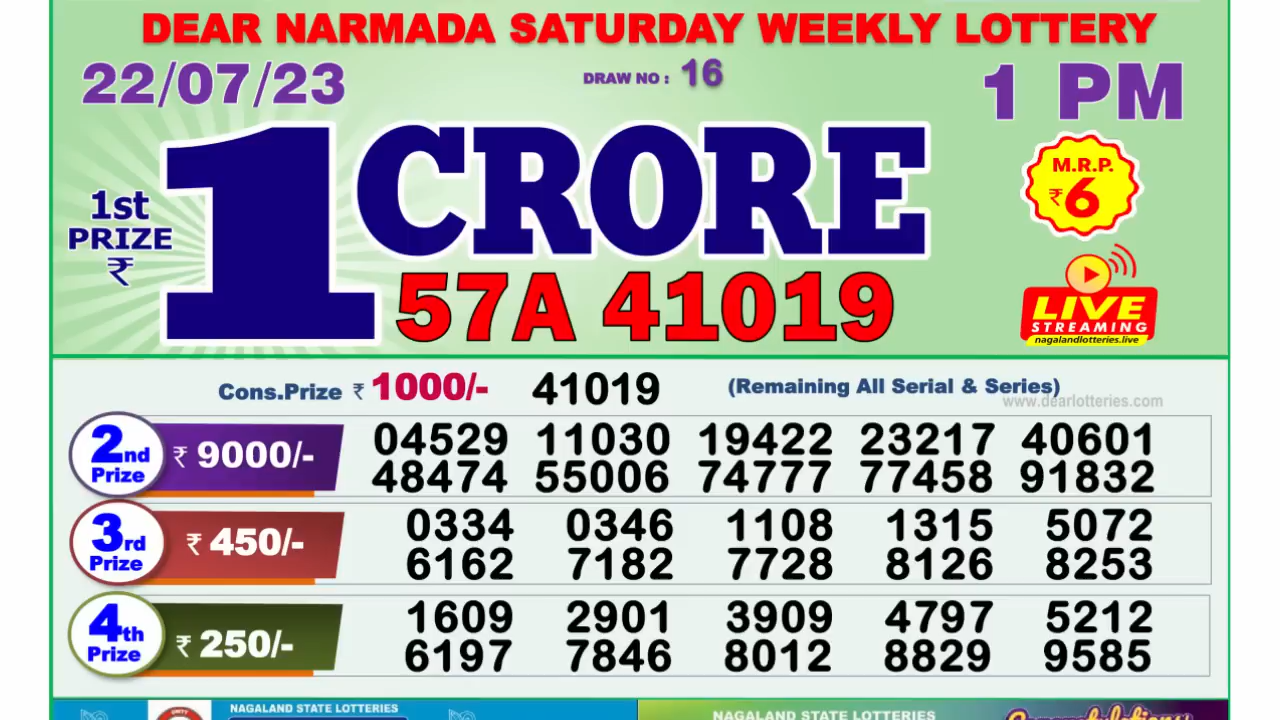 DEAR NARMADA SATURDAY WEEKLY LOTTERY
22/07/23
DRAW NO : 16
1 PM
1st
PRIZE
₹
1 CRORE
57A 41019
M.R.P.
₹6
LIVE
STREAMING
nagalandlotteries.live
Cons.Prize ₹ 1000/- 41019 (Remaining All Serial & Series)
www.dearlotteries.com
2nd Prize ₹ 9000/-
04529 11030 19422 23217 40601
48474 55006 74777 77458 91832
3rd Prize ₹ 450/-
0334 0346 1108 1315 5072
6162 7182 7728 8126 8253
4th Prize ₹ 250/-
1609 2901 3909 4797 5212
6197 7846 8012 8829 9585
NAGALAND STATE LOTTERIES
NAGALAND STATE LOTTERIES